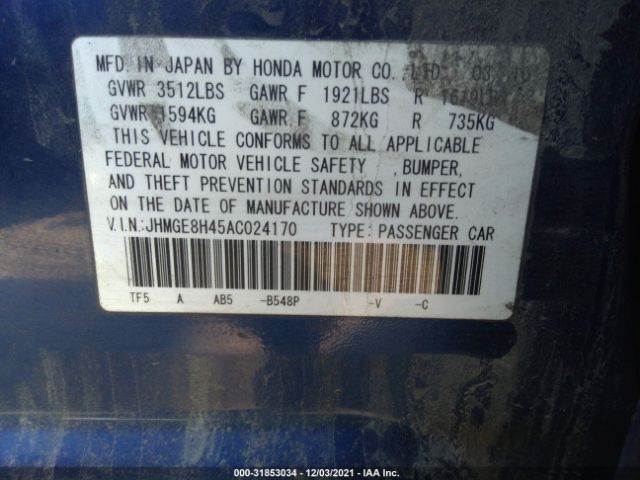 MFD. IN JAPAN BY HONDA MOTOR CO., LTD. 03
GVWR 3512LBS GAWR F 1921LBS R
GVWR 1594KG GAWR F 872KG R 735KG
THIS VEHICLE CONFORMS TO ALL APPLICABLE
FEDERAL MOTOR VEHICLE SAFETY , BUMPER,
AND THEFT PREVENTION STANDARDS IN EFFECT
ON THE DATE OF MANUFACTURE SHOWN ABOVE.
V.I.N.:JHMGE8H45AC024170 TYPE: PASSENGER CAR
TF5 A AB5 -B548P -V -C
000-31853034 - 12/03/2021 - IAA Inc.